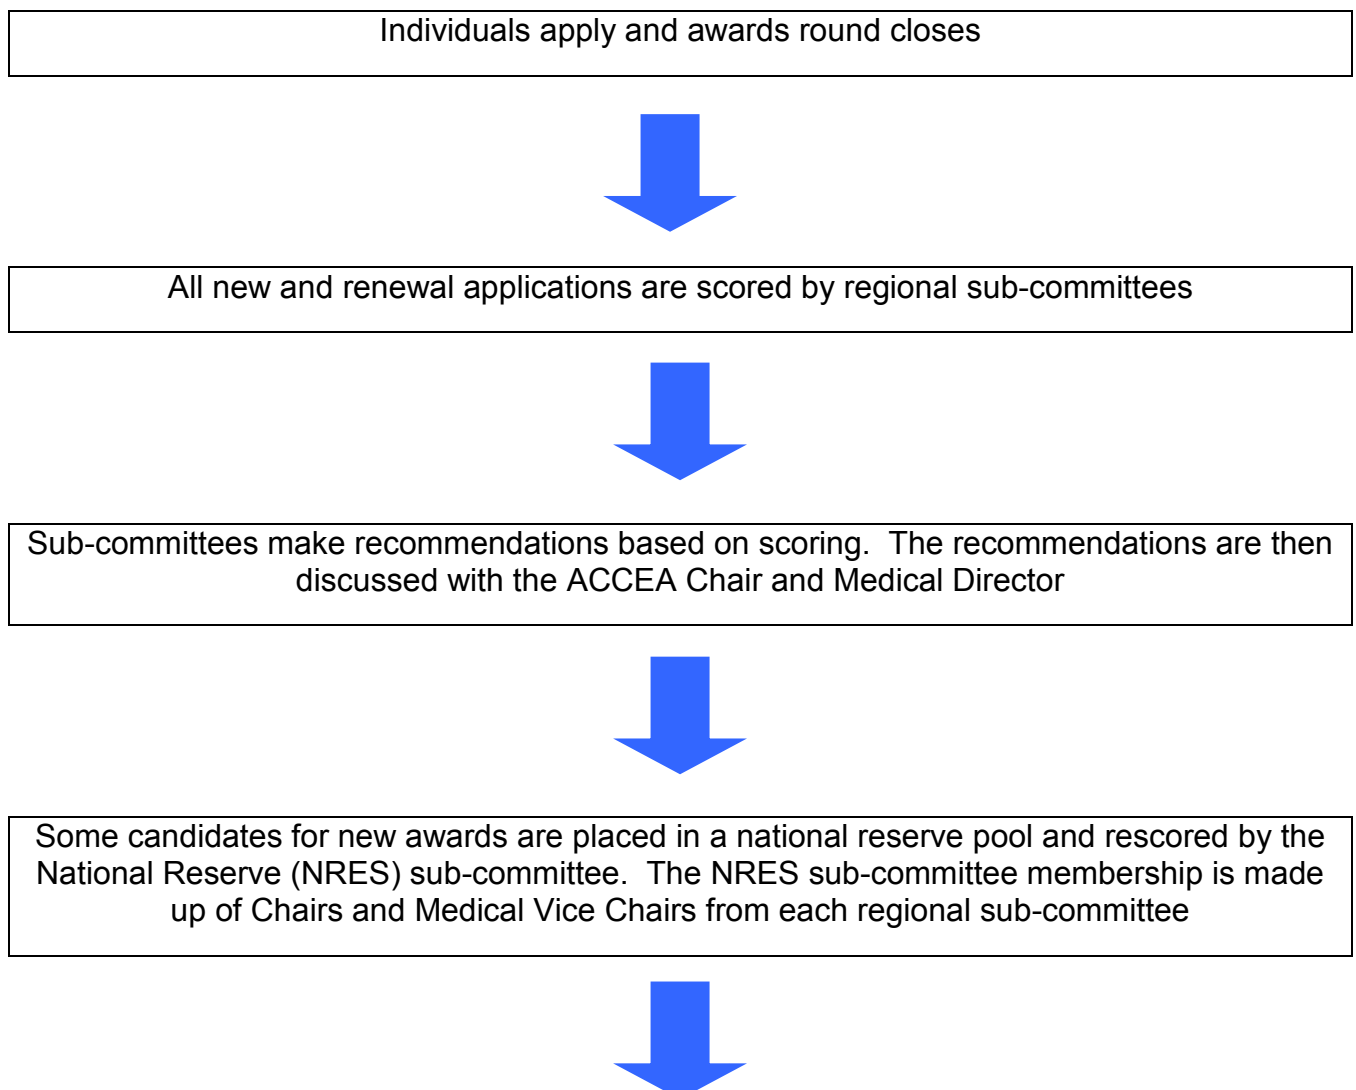 Individuals apply and awards round closes
All new and renewal applications are scored by regional sub-committees
Sub-committees make recommendations based on scoring.  The recommendations are then
discussed with the ACCEA Chair and Medical Director
Some candidates for new awards are placed in a national reserve pool and rescored by the
National Reserve (NRES) sub-committee.  The NRES sub-committee membership is made
up of Chairs and Medical Vice Chairs from each regional sub-committee